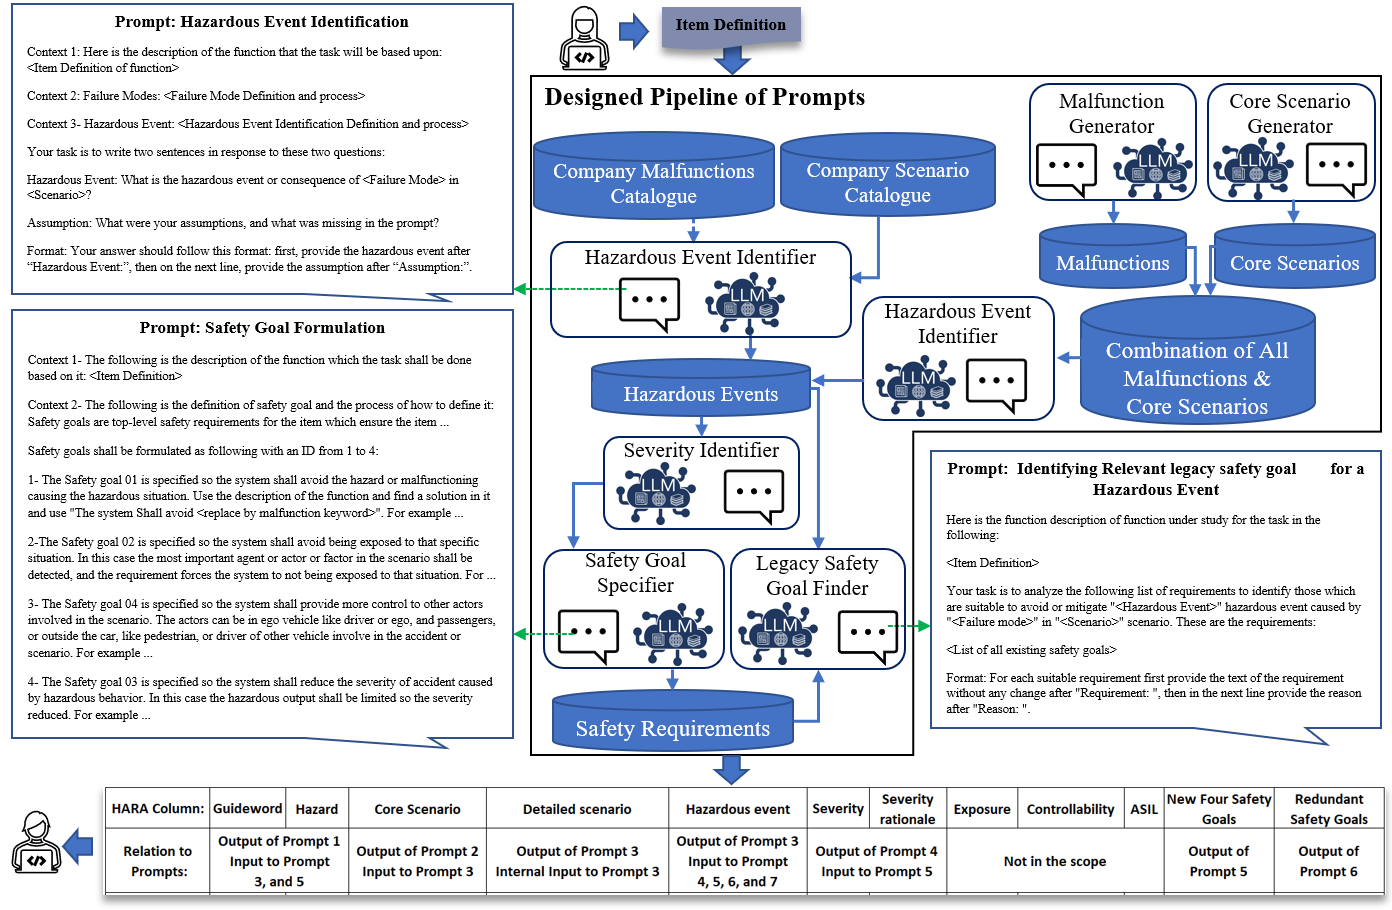 Prompt: Hazardous Event Identification
Context 1: Here is the description of the function that the task will be based upon:
<Item Definition of function>
Context 2: Failure Modes: <Failure Mode Definition and process>
Context 3- Hazardous Event: <Hazardous Event Identification Definition and process>
Your task is to write two sentences in response to these two questions:
Hazardous Event: What is the hazardous event or consequence of <Failure Mode> in
<Scenario>?
Assumption: What were your assumptions, and what was missing in the prompt?
Format: Your answer should follow this format: first, provide the hazardous event after
“Hazardous Event:”, then on the next line, provide the assumption after “Assumption:”.
Prompt: Safety Goal Formulation
Context 1- The following is the description of the function which the task shall be done
based on it: <Item Definition>
Context 2- The following is the definition of safety goal and the process of how to define it:
Safety goals are top-level safety requirements for the item which ensure the item ...
Safety goals shall be formulated as following with an ID from 1 to 4:
1- The Safety goal 01 is specified so the system shall avoid the hazard or malfunctioning
causing the hazardous situation. Use the description of the function and find a solution in it
and use "The system Shall avoid <replace by malfunction keyword>". For example ...
2-The Safety goal 02 is specified so the system shall avoid being exposed to that specific
situation. In this case the most important agent or actor or factor in the scenario shall be
detected, and the requirement forces the system to not being exposed to that situation. For ...
3- The Safety goal 04 is specified so the system shall provide more control to other actors
involved in the scenario. The actors can be in ego vehicle like driver or ego, and passengers,
or outside the car, like pedestrian, or driver of other vehicle involve in the accident or
scenario. For example ...
4- The Safety goal 03 is specified so the system shall reduce the severity of accident caused
by hazardous behavior. In this case the hazardous output shall be limited so the severity
reduced. For example ...
Item Definition
Designed Pipeline of Prompts
Company Malfunctions
Catalogue
Company Scenario
Catalogue
Malfunction
Generator
LLM
Core Scenario
Generator
LLM
Malfunctions
Core Scenarios
Hazardous Event Identifier
LLM
Hazardous Event
Identifier
LLM
Combination of All
Malfunctions &
Core Scenarios
Hazardous Events
Severity Identifier
LLM
Safety Goal
Specifier
LLM
Legacy Safety
Goal Finder
LLM
Safety Requirements
Prompt: Identifying Relevant legacy safety goal for a
Hazardous Event
Here is the function description of function under study for the task in the
following:
<Item Definition>
Your task is to analyze the following list of requirements to identify those which
are suitable to avoid or mitigate "<Hazardous Event>" hazardous event caused by
"<Failure mode>" in "<Scenario>" scenario. These are the requirements:
<List of all existing safety goals>
Format: For each suitable requirement first provide the text of the requirement
without any change after "Requirement: ", then in the next line provide the reason
after "Reason: ".
HARA Column: Guideword Hazard Core Scenario Detailed scenario Hazardous event Severity Severity rationale Exposure Controllability ASIL New Four Safety Goals Redundant Safety Goals
Relation to
Prompts:
Output of Prompt 1
Input to Prompt
3, and 5
Output of Prompt 2
Input to Prompt 3
Output of Prompt 3
Internal Input to Prompt 3
Output of Prompt 3
Input to Prompt
4, 5, 6, and 7
Output of Prompt 4
Input to Prompt 5
Not in the scope
Output of
Prompt 5
Output of
Prompt 6